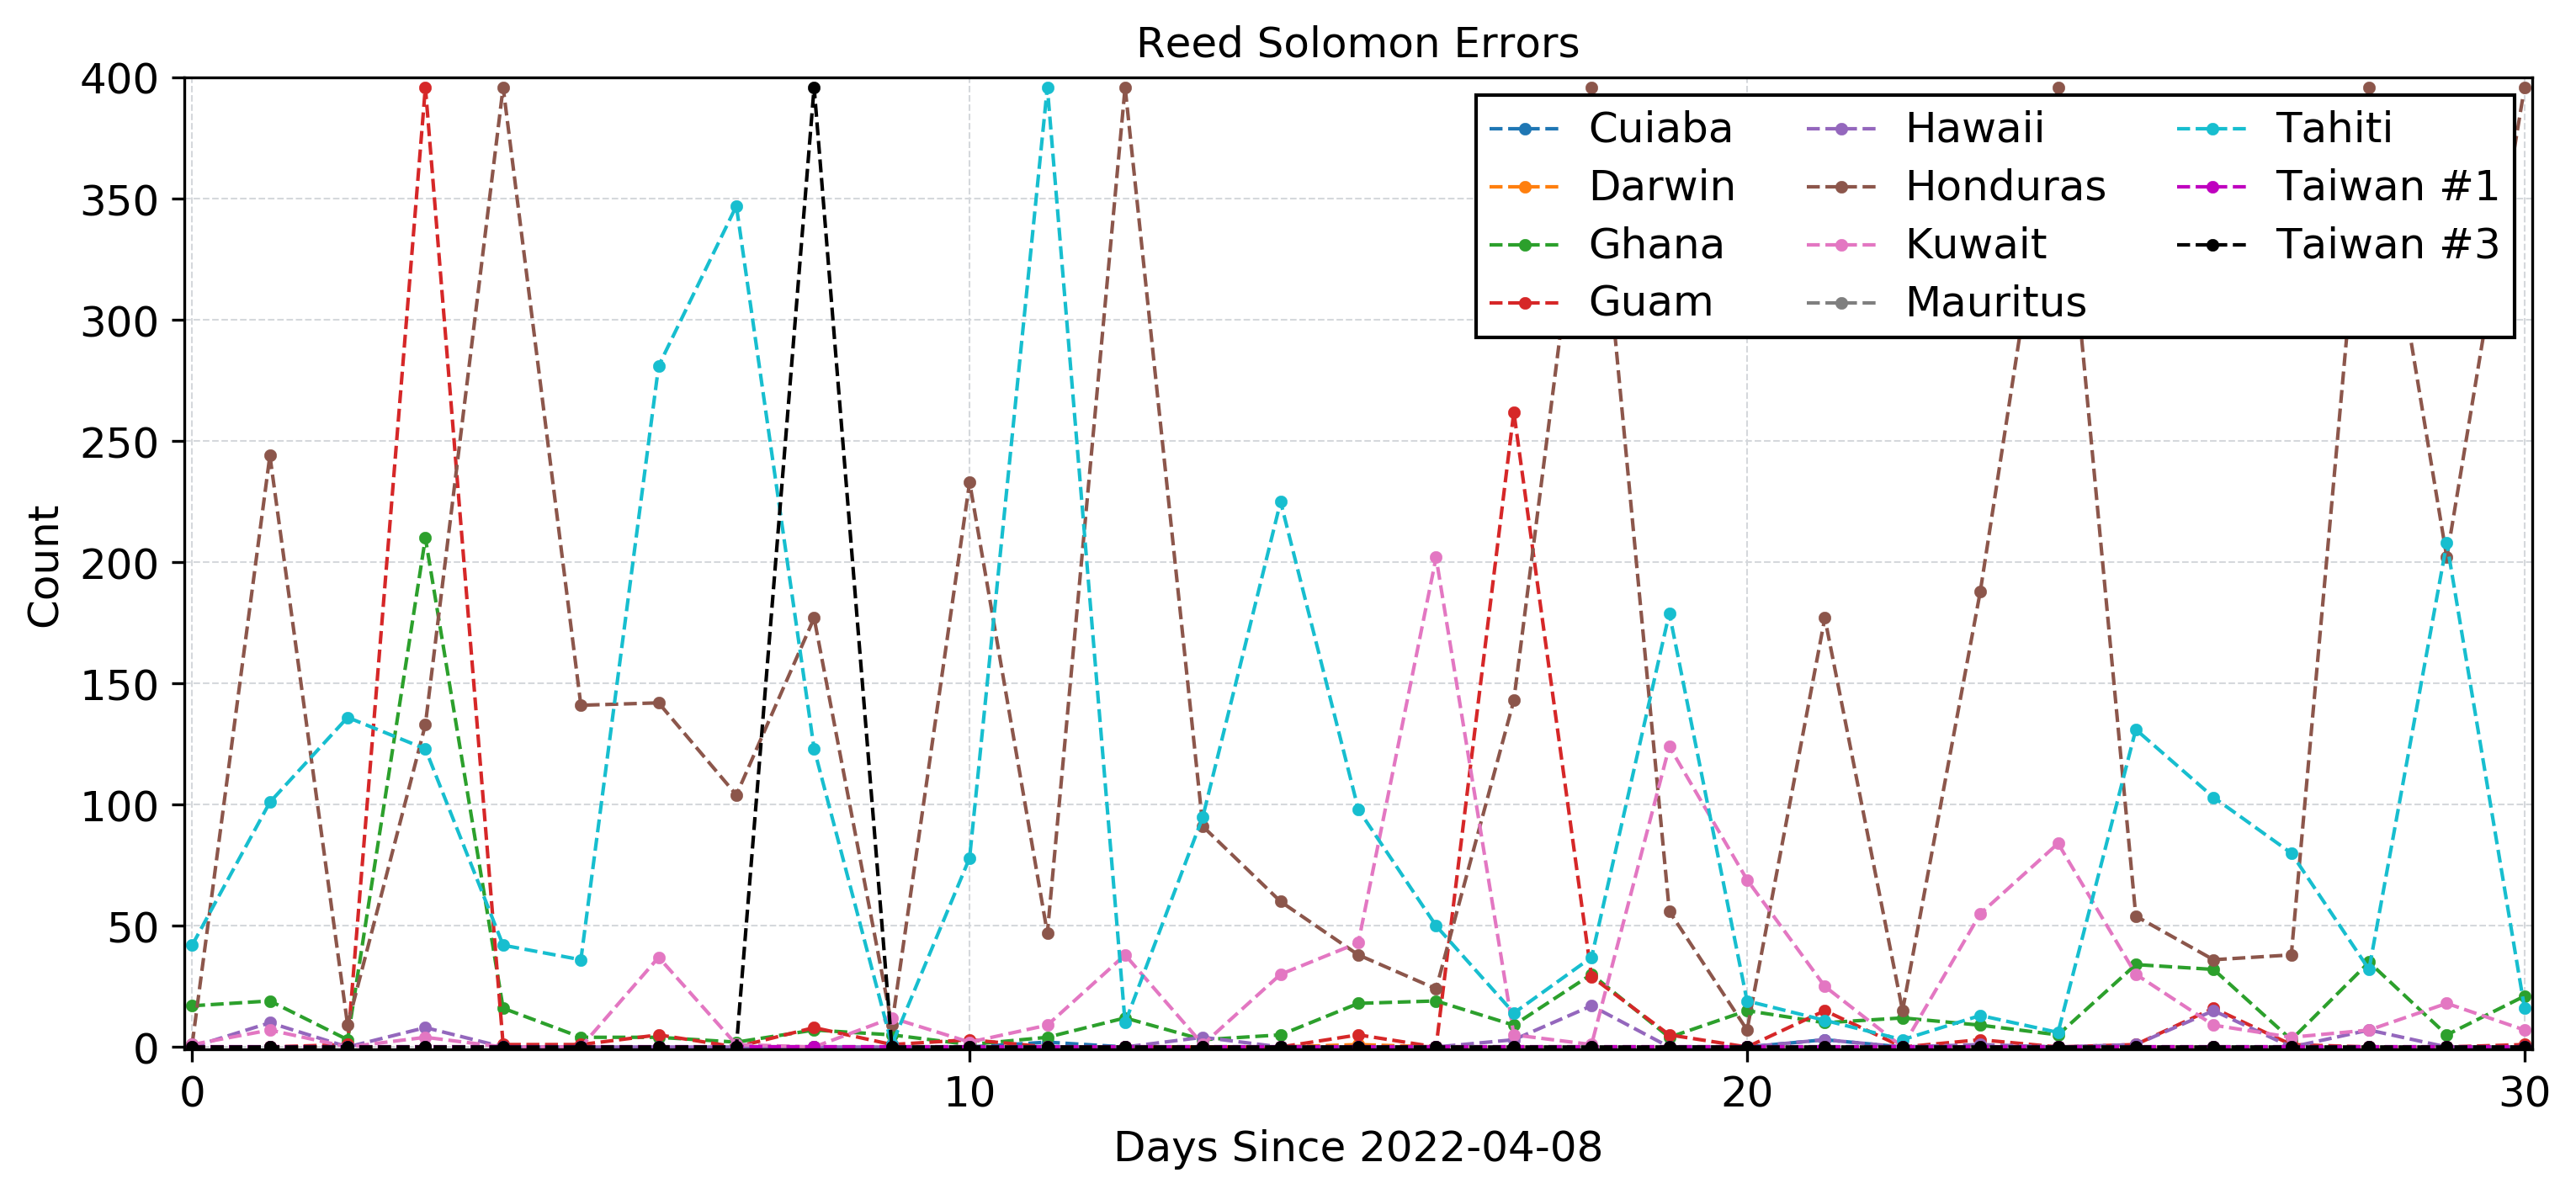 Reed Solomon Errors
400
350
300
250
200
150
100
50
0
Count
Cuiaba
Darwin
Ghana
Guam
Hawaii
Honduras
Kuwait
Mauritus
Tahiti
Taiwan #1
Taiwan #3
0 10 20 30
Days Since 2022-04-08